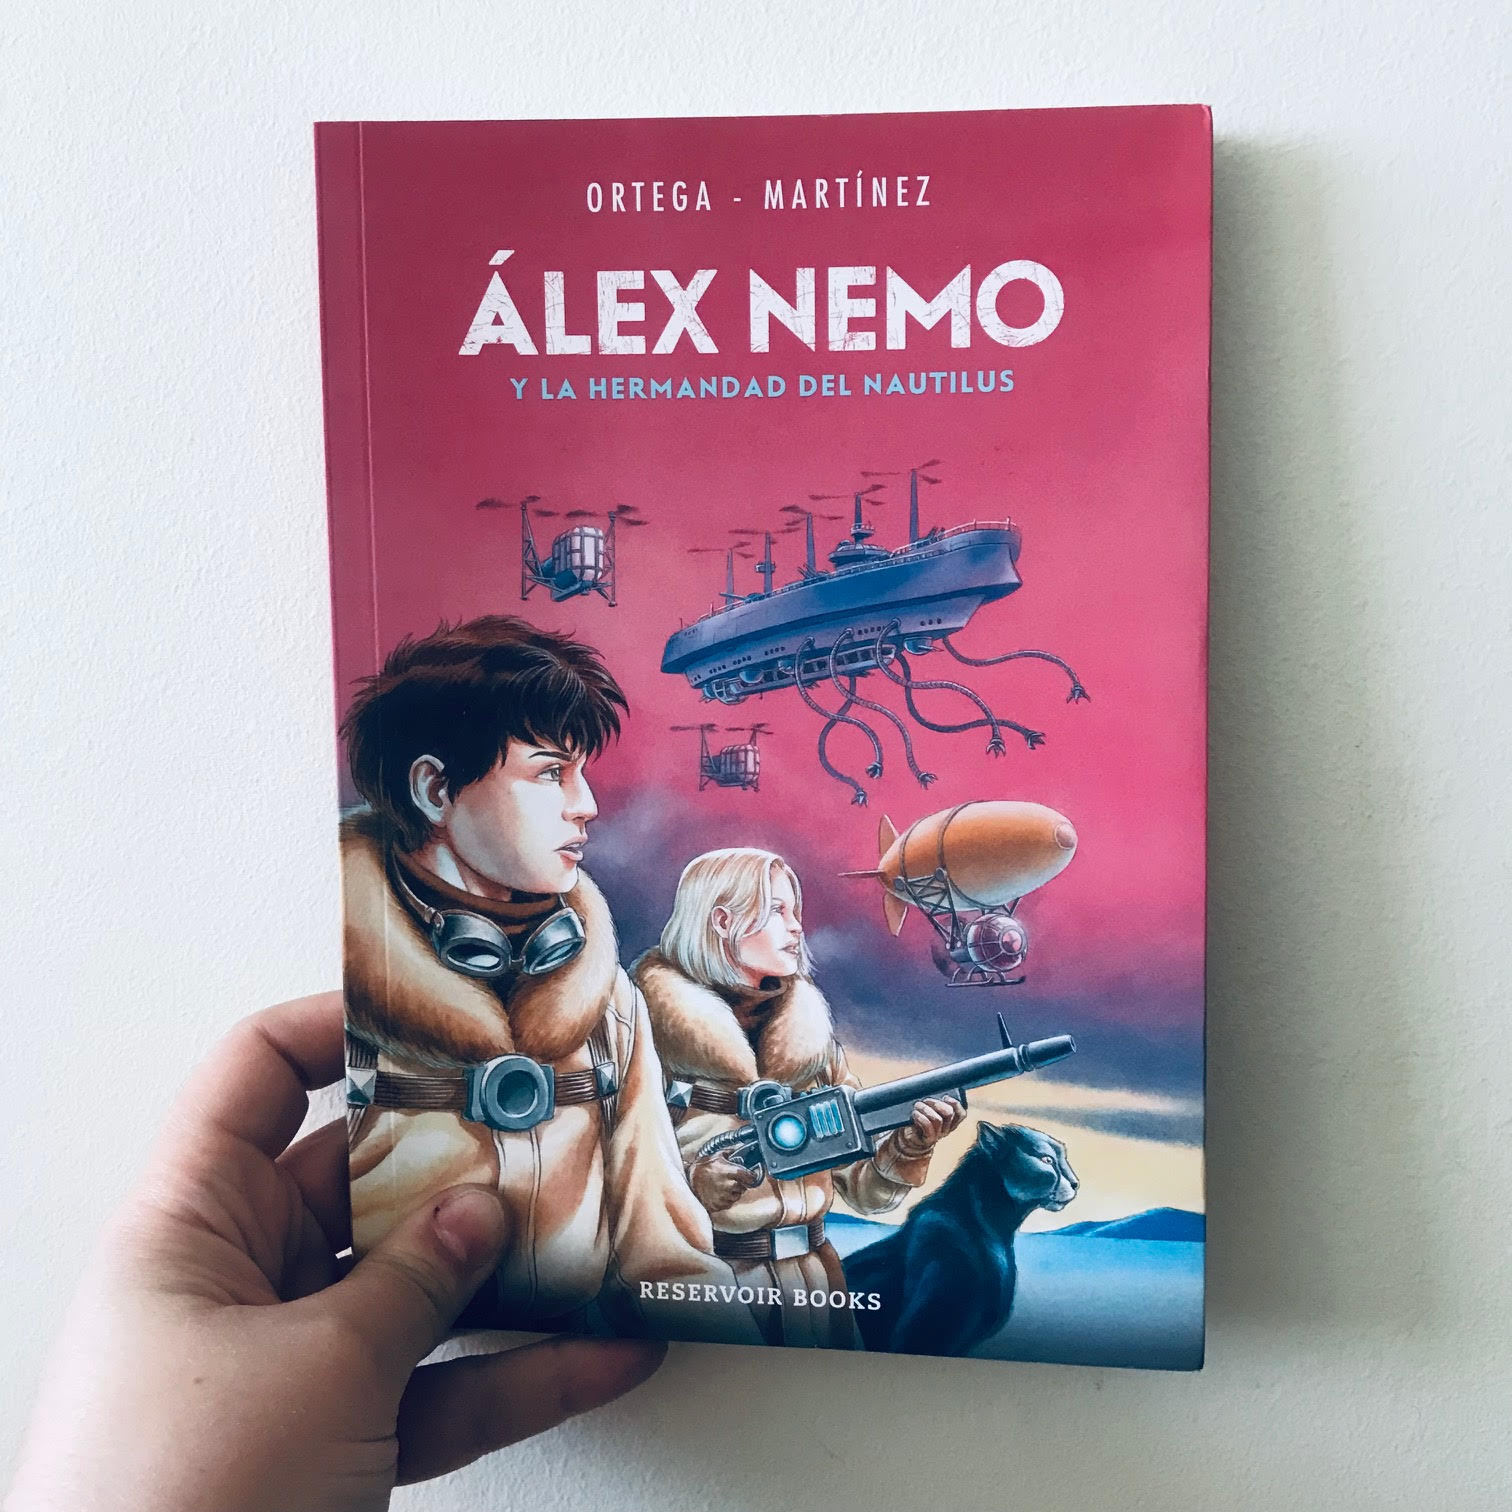 ORTEGA - MARTÍNEZ
ÁLEX NEMO
Y LA HERMANDAD DEL NAUTILUS
RESERVOIR BOOKS